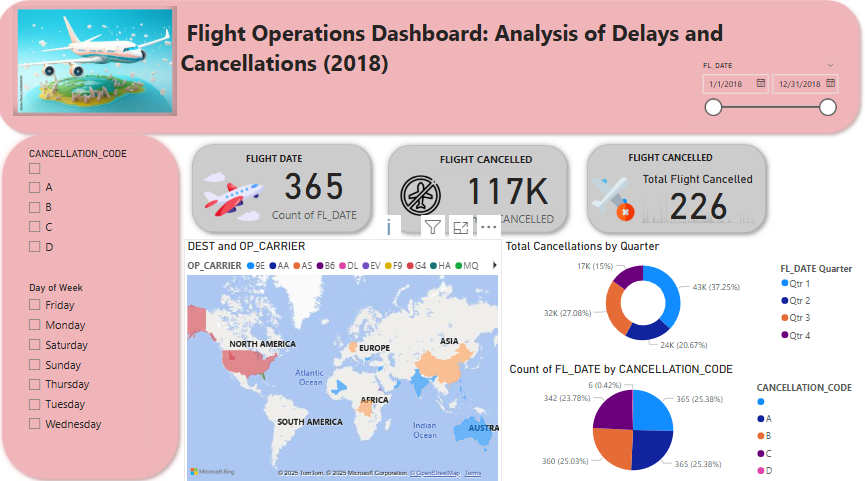 Flight Operations Dashboard: Analysis of Delays and
Cancellations (2018)
FL_DATE
1/1/2018
12/31/2018
CANCELLATION_CODE
A
B
C
D
Day of Week
Friday
Monday
Saturday
Sunday
Thursday
Tuesday
Wednesday
FLIGHT DATE
365
Count of FL_DATE
FLIGHT CANCELLED
117K
CANCELLED
FLIGHT CANCELLED
Total Flight Cancelled
226
DEST and OP_CARRIER
OP_CARRIER 9E AA AS B6 DL EV F9 G4 HA MQ
NORTH AMERICA
EUROPE
ASIA
Atlantic
Ocean
AFRICA
SOUTH AMERICA
Indian
Ocean
AUSTRA
Microsoft Bing
© 2025 TomTom, © 2025 Microsoft Corporation, © OpenStreetMap Terms
Total Cancellations by Quarter
17K (15%)
43K (37.25%)
32K (27.08%)
24K (20.67%)
FL_DATE Quarter
Qtr 1
Qtr 2
Qtr 3
Qtr 4
Count of FL_DATE by CANCELLATION_CODE
6 (0.42%)
342 (23.78%)
365 (25.38%)
360 (25.03%)
365 (25.38%)
CANCELLATION_CODE
A
B
C
D